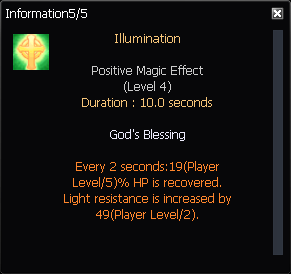 Information5/5
Illumination
Positive Magic Effect
(Level 4)
Duration : 10.0 seconds
God's Blessing
Every 2 seconds:19(Player
Level/5)% HP is recovered.
Light resistance is increased by
49(Player Level/2).